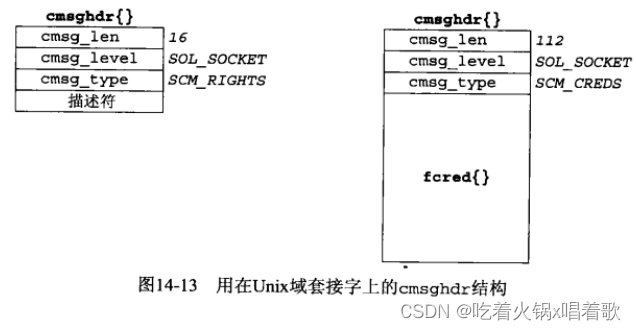 cmsghdr{}
cmsg_len 16
cmsg_level SOL_SOCKET
cmsg_type SCM_RIGHTS
描述符
cmsghdr{}
cmsg_len 112
cmsg_level SOL_SOCKET
cmsg_type SCM_CREDS
fcred{}
图14-13 用在Unix域套接字上的cmsghdr结构
CSDN @吃着火锅x唱着歌